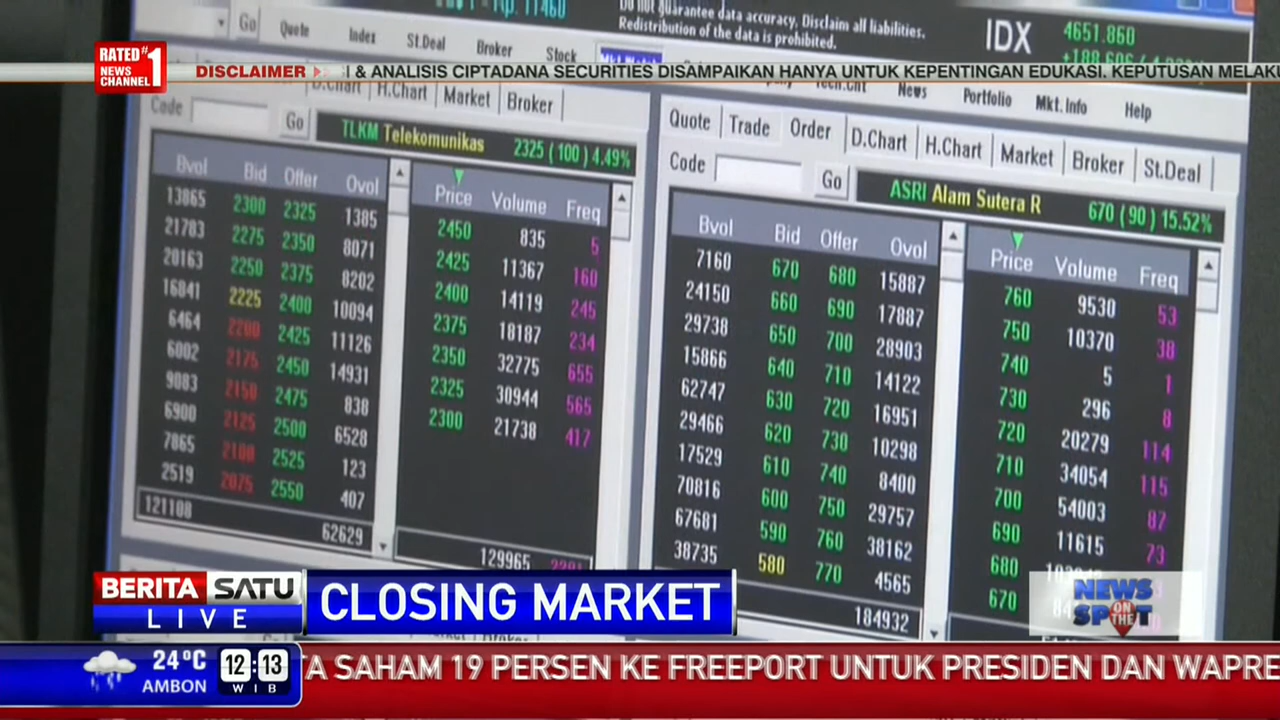 Do not guarantee data accuracy. Disclaim all liabilities.
Redistribution of the data is prohibited.
IDX
4651.860
Go Quote Index St.Deal Broker Stock
RATED #1
NEWS
CHANNEL
DISCLAIMER I & ANALISIS CIPTADANA SECURITIES DISAMPAIKAN HANYA UNTUK KEPENTINGAN EDUKASI. KEPUTUSAN MELAKU
News Portfolio Mkt. Info Help
D.Chart H.Chart Market Broker
Code Go TLKM Telekomunikas 2325 ( 100 ) 4.49%
Bvol Bid Offer Ovol
13865 2300 2325 1385
21783 2275 2350 8071
20163 2250 2375 8202
16841 2225 2400 10094
6464 2200 2425 11126
6002 2175 2450 14931
9083 2150 2475 838
6900 2125 2500 6528
7865 2100 2525 123
2519 2075 2550 407
121108 62629
Price Volume Freq
2450 835 5
2425 11367 160
2400 14119 245
2375 18187 234
2350 32775 655
2325 30944 565
2300 21738 417
129965
Quote Trade Order D.Chart H.Chart Market Broker St.Deal
Code Go ASRI Alam Sutera R 670 ( 90 ) 15.52%
Bvol Bid Offer Ovol
7160 670 680 15887
24150 660 690 17887
29738 650 700 28903
15866 640 710 14122
62747 630 720 16951
29466 620 730 10298
17529 610 740 8400
70816 600 750 29757
67681 590 760 38162
38735 580 770 4565
184932
Price Volume Freq
760 9530 53
750 10370 38
740 5 1
730 296 8
720 20279 114
710 34054 115
700 54003 87
690 11615 73
680
670
BERITA SATU
LIVE
CLOSING MARKET
NEWS
ON THE
SPOT
24°C
AMBON
12:13
WIB
TA SAHAM 19 PERSEN KE FREEPORT UNTUK PRESIDEN DAN WAPRE